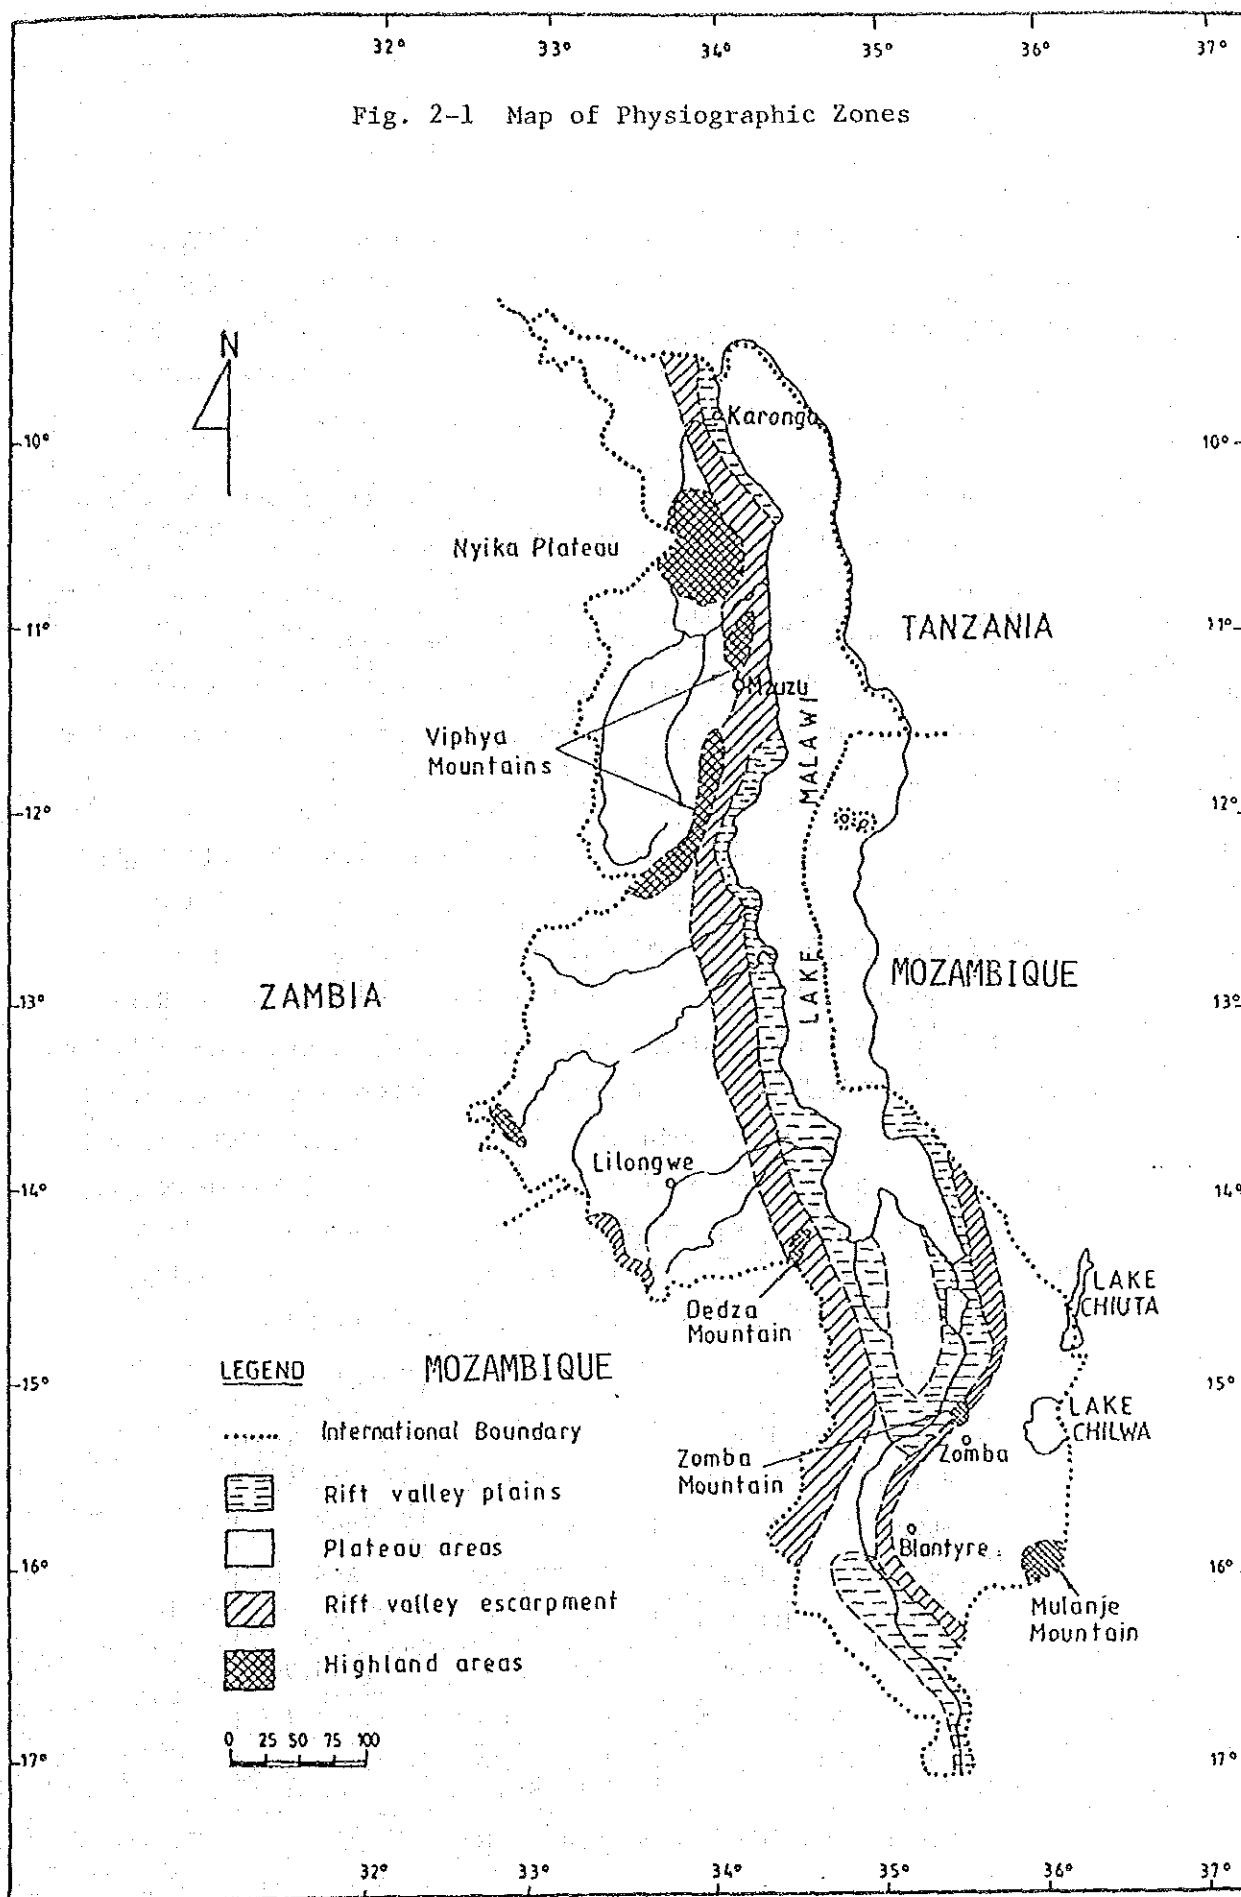 32° 33° 34° 35° 36° 37°
Fig. 2-1 Map of Physiographic Zones
N
Karonga
10° 10°
Nyika Plateau
TANZANIA
11° 11°
Mzuzu
Viphya
Mountains
LAKE MALAWI
12° 12°
MOZAMBIQUE
ZAMBIA
13° 13°
Lilongwe
14° 14°
LAKE
CHIUTA
Dedza
Mountain
LEGEND
MOZAMBIQUE
15° 15°
LAKE
CHILWA
International Boundary
Zomba
Zomba
Mountain
Rift valley plains
Blantyre
Plateau areas
16° 16°
Rift valley escarpment
Mulanje
Mountain
Highland areas
0 25 50 75 100
17° 17°
32° 33° 34° 35° 36° 37°